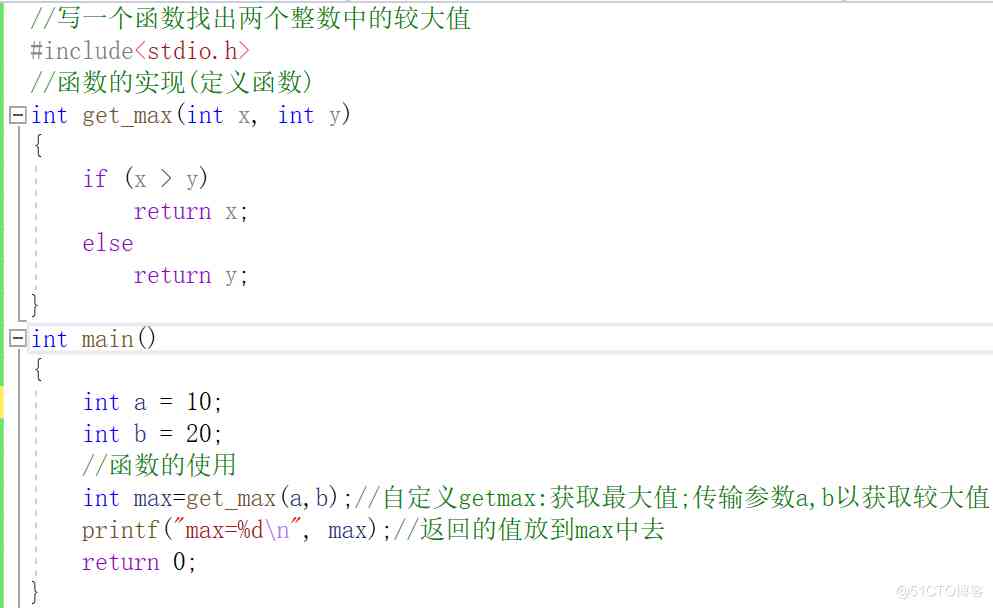 //写一个函数找出两个整数中的较大值
#include<stdio.h>
//函数的实现(定义函数)
int get_max(int x, int y)
{
    if (x > y)
        return x;
    else
        return y;
}
int main()
{
    int a = 10;
    int b = 20;
    //函数的使用
    int max=get_max(a,b);//自定义getmax:获取最大值;传输参数a,b以获取较大值
    printf("max=%d\n", max);//返回的值放到max中去
    return 0;
}
@51CTO博客